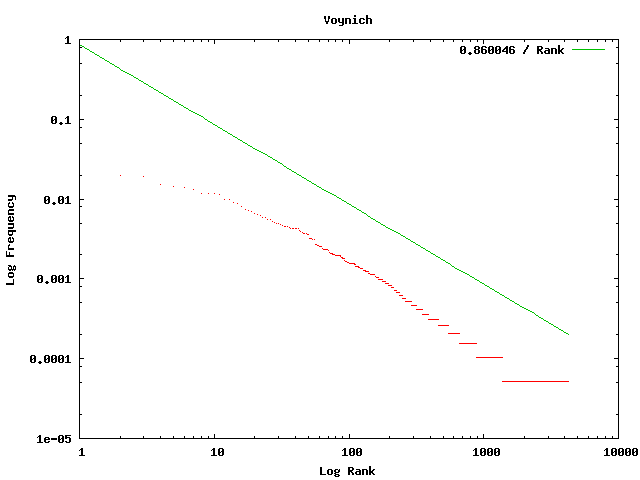 Voynich
0.860046 / Rank
1
0.1
0.01
0.001
0.0001
1e-05
Log Frequency
1 10 100 1000 10000
Log Rank